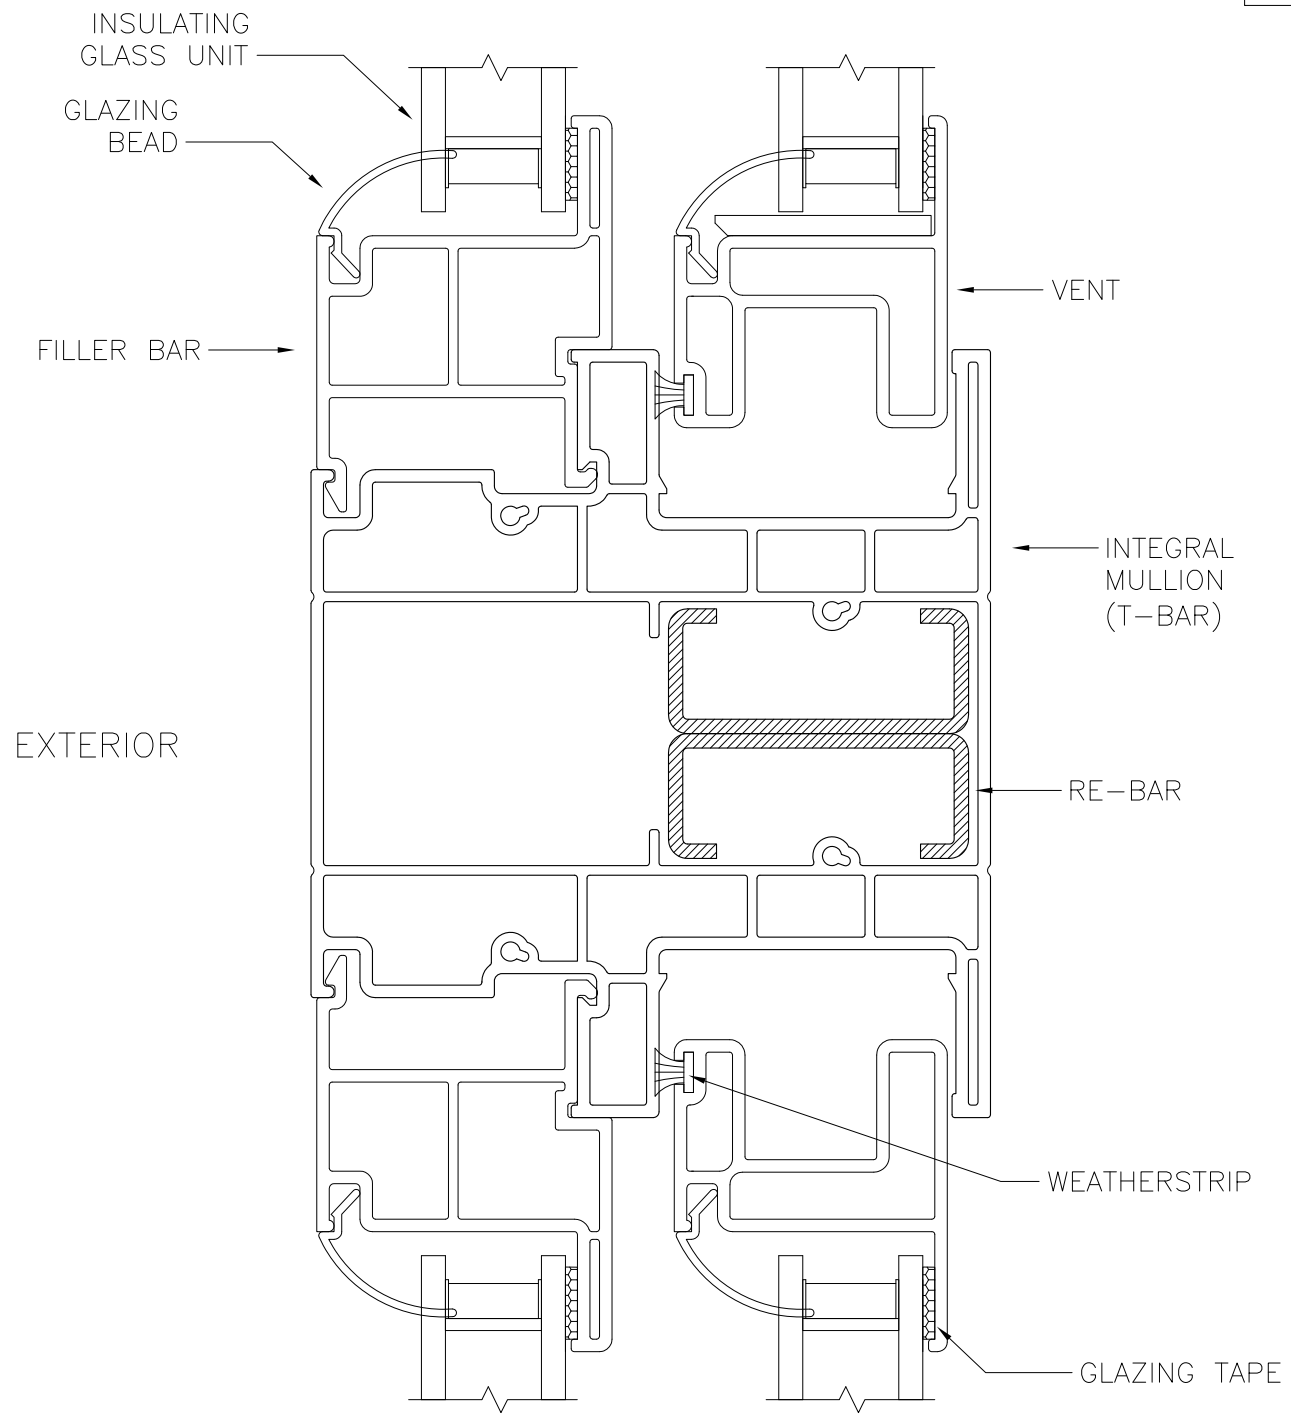 INSULATING
GLASS UNIT
GLAZING
BEAD
VENT
FILLER BAR
INTEGRAL
MULLION
(T-BAR)
EXTERIOR
RE-BAR
WEATHERSTRIP
GLAZING TAPE